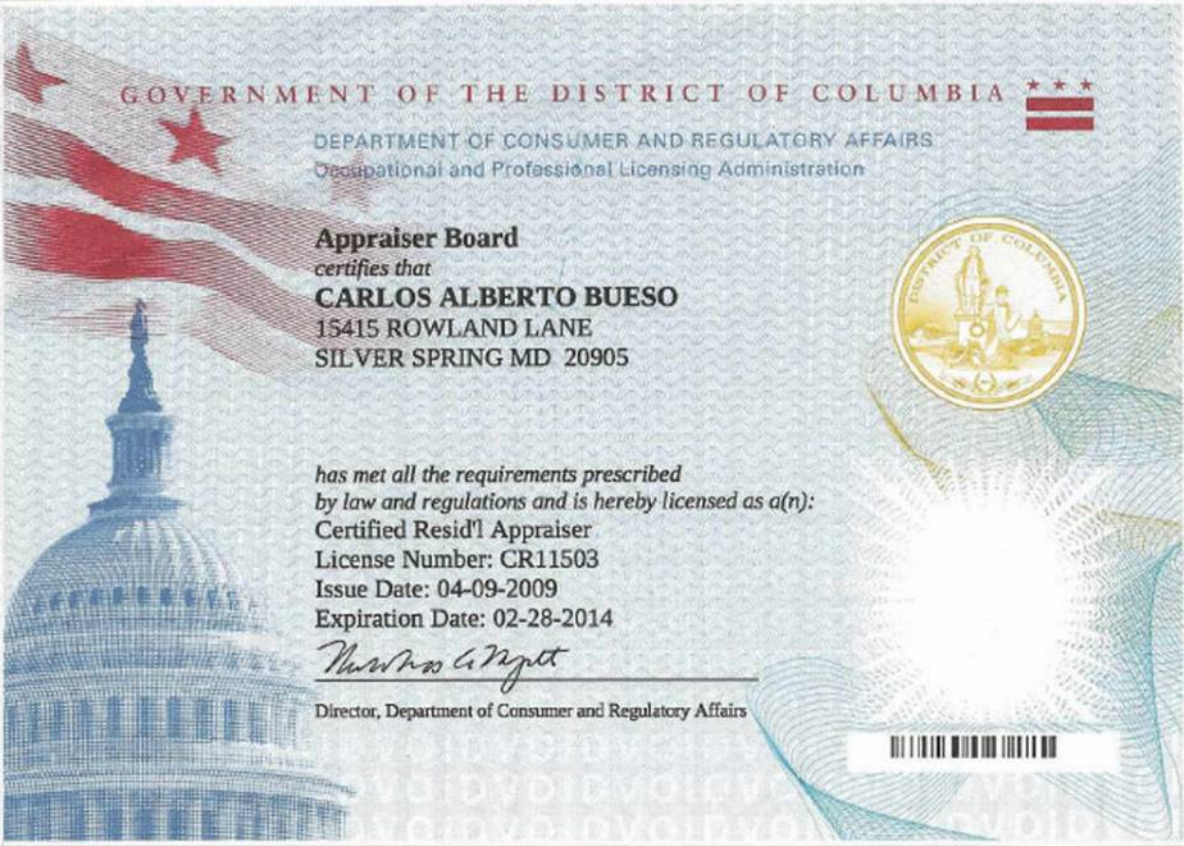 GOVERNMENT OF THE DISTRICT OF COLUMBIA
DEPARTMENT OF CONSUMER AND REGULATORY AFFAIRS
Occupational and Professional Licensing Administration
Appraiser Board
certifies that
CARLOS ALBERTO BUESO
15415 ROWLAND LANE
SILVER SPRING MD 20905
DISTRICT OF COLUMBIA
has met all the requirements prescribed
by law and regulations and is hereby licensed as a(n):
Certified Resid'l Appraiser
License Number: CR11503
Issue Date: 04-09-2009
Expiration Date: 02-28-2014
Director, Department of Consumer and Regulatory Affairs